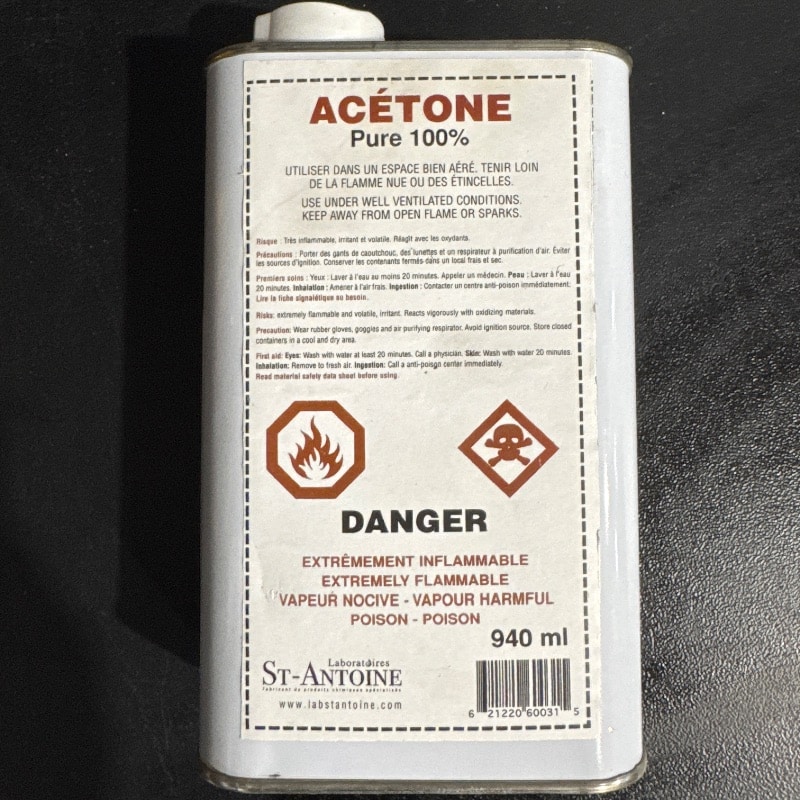 ACÉTONE
Pure 100%
UTILISER DANS UN ESPACE BIEN AÉRÉ. TENIR LOIN
DE LA FLAMME NUE OU DES ÉTINCELLES.
USE UNDER WELL VENTILATED CONDITIONS.
KEEP AWAY FROM OPEN FLAME OR SPARKS.
Risque : Très inflammable, irritant et volatile. Réagit avec les oxydants.
Précautions : Porter des gants de caoutchouc, des lunettes et un respirateur à purification d'air. Éviter
les sources d'ignition. Conserver les contenants fermés dans un local frais et sec.
Premiers soins : Yeux : Laver à l'eau au moins 20 minutes. Appeler un médecin. Peau : Laver à l'eau
20 minutes. Inhalation : Amener à l'air frais. Ingestion : Contacter un centre anti-poison immédiatement.
Lire la fiche signalétique au besoin.
Risks: extremely flammable and volatile, irritant. Reacts vigorously with oxidizing materials.
Precaution: Wear rubber gloves, goggles and air purifying respirator. Avoid ignition source. Store closed
containers in a cool and dry area.
First aid: Eyes: Wash with water at least 20 minutes. Call a physician. Skin: Wash with water 20 minutes.
Inhalation: Remove to fresh air. Ingestion: Call a anti-poisgn center immediately.
Read material safety data sheet before using.
DANGER
EXTRÊMEMENT INFLAMMABLE
EXTREMELY FLAMMABLE
VAPEUR NOCIVE - VAPOUR HARMFUL
POISON - POISON
940 ml
Laboratoires
ST-ANTOINE
Fabricant de produits chimiques spécialisés
www.labstantoine.com
6 21220 60031 5